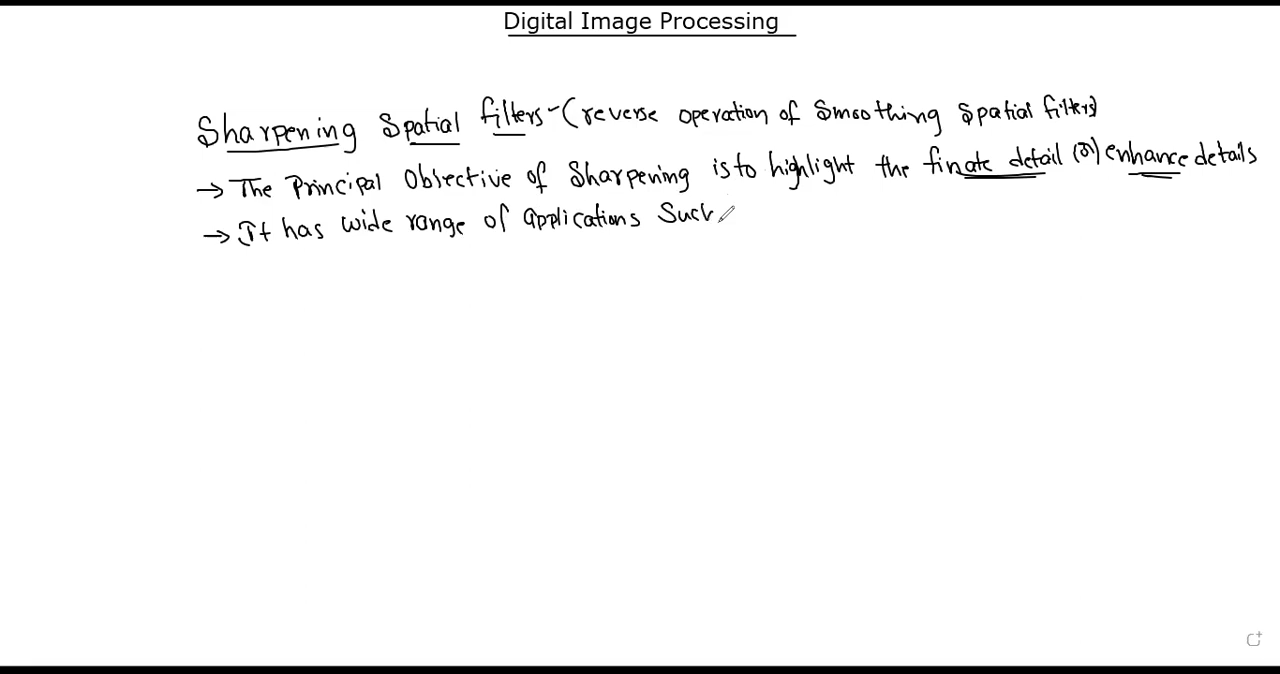 Digital Image Processing
Sharpening Spatial filters - (reverse operation of Smoothing Spatial filters)
→ The Principal Objective of Sharpening is to highlight the finate detail (or) enhance details
→ It has wide range of applications Such